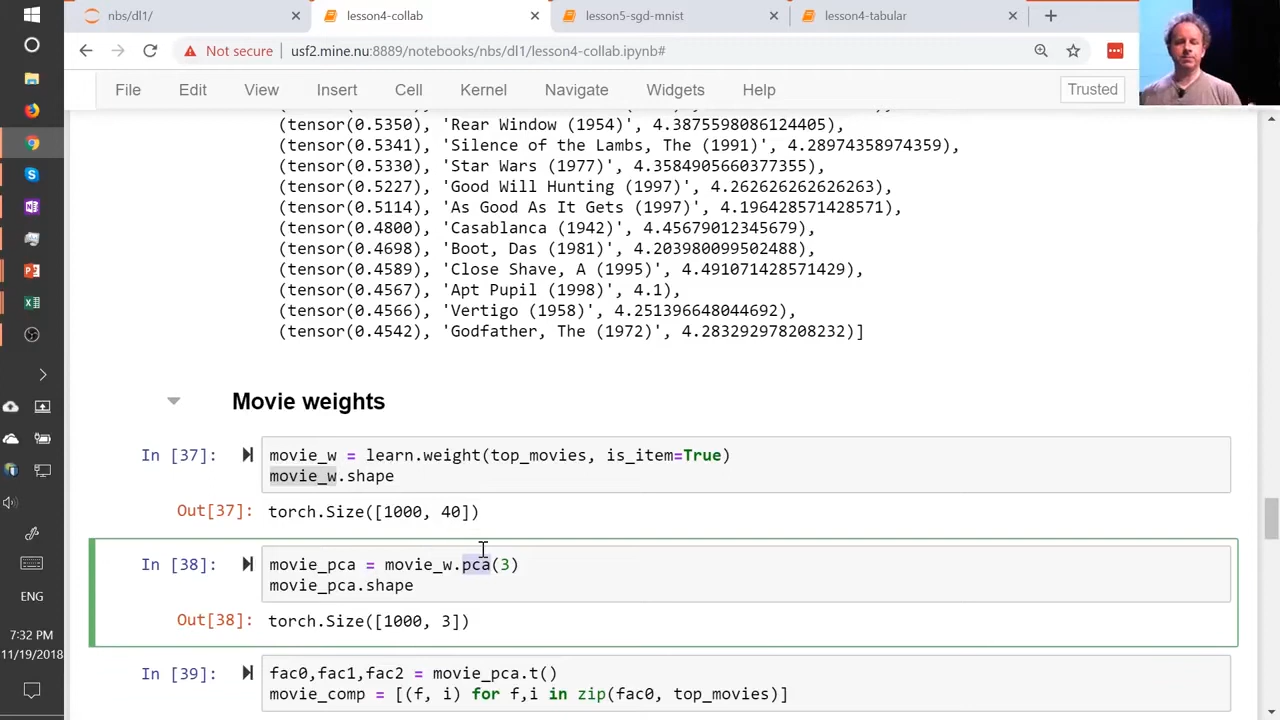 nbs/dl1/
lesson4-collab
lesson5-sgd-mnist
lesson4-tabular
Not secure
usf2.mine.nu:8889/notebooks/nbs/dl1/lesson4-collab.ipynb#
File Edit View Insert Cell Kernel Navigate Widgets Help
Trusted
(tensor(0.5350), 'Rear Window (1954)', 4.3875598086124405),
(tensor(0.5341), 'Silence of the Lambs, The (1991)', 4.28974358974359),
(tensor(0.5330), 'Star Wars (1977)', 4.3584905660377355),
(tensor(0.5227), 'Good Will Hunting (1997)', 4.262626262626263),
(tensor(0.5114), 'As Good As It Gets (1997)', 4.196428571428571),
(tensor(0.4800), 'Casablanca (1942)', 4.45679012345679),
(tensor(0.4698), 'Boot, Das (1981)', 4.203980099502488),
(tensor(0.4589), 'Close Shave, A (1995)', 4.491071428571429),
(tensor(0.4567), 'Apt Pupil (1998)', 4.1),
(tensor(0.4566), 'Vertigo (1958)', 4.251396648044692),
(tensor(0.4542), 'Godfather, The (1972)', 4.283292978208232)]
Movie weights
In [37]: movie_w = learn.weight(top_movies, is_item=True)
movie_w.shape
Out[37]: torch.Size([1000, 40])
In [38]: movie_pca = movie_w.pca(3)
movie_pca.shape
Out[38]: torch.Size([1000, 3])
In [39]: fac0,fac1,fac2 = movie_pca.t()
movie_comp = [(f, i) for f,i in zip(fac0, top_movies)]
ENG
7:32 PM
11/19/2018